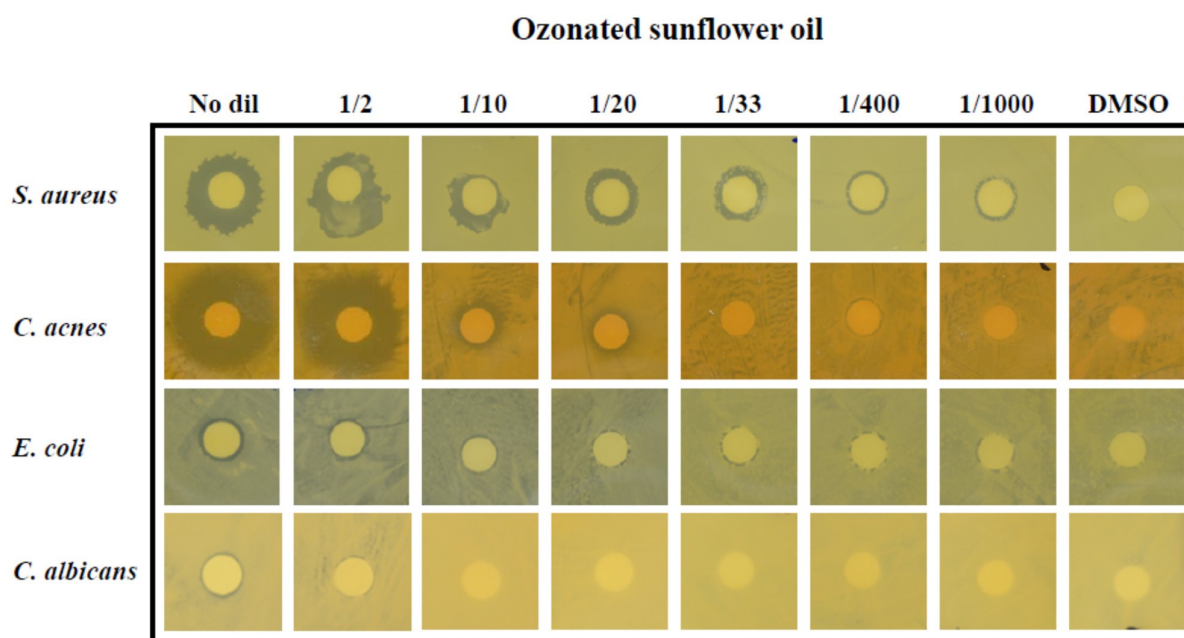 Ozonated sunflower oil
No dil 1/2 1/10 1/20 1/33 1/400 1/1000 DMSO
S. aureus
C. acnes
E. coli
C. albicans